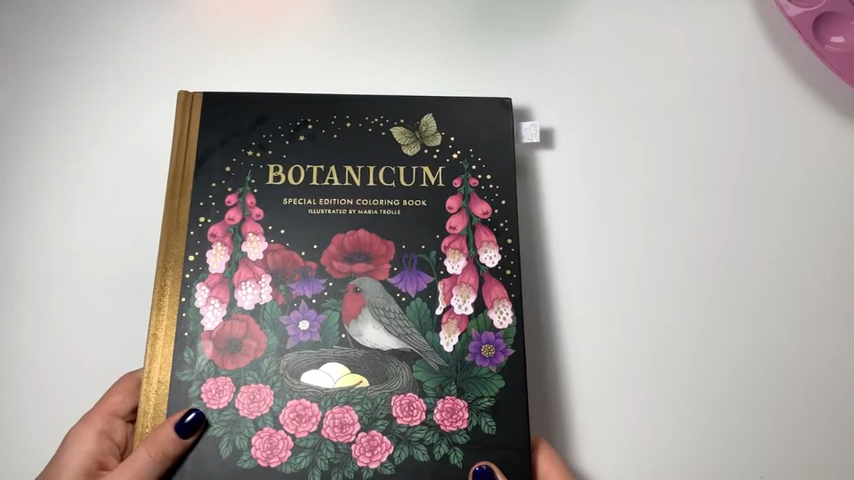 BOTANICUM
SPECIAL EDITION COLORING BOOK
ILLUSTRATED BY MARIA TROLLE